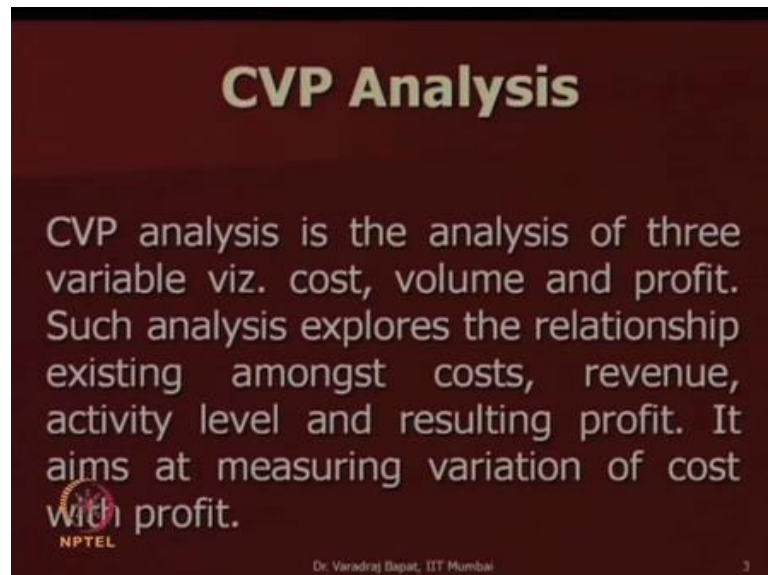 CVP Analysis
CVP analysis is the analysis of three
variable viz. cost, volume and profit.
Such analysis explores the relationship
existing amongst costs, revenue,
activity level and resulting profit. It
aims at measuring variation of cost
with profit.
NPTEL
Dr. Varadraj Bapat, IIT Mumbai
3